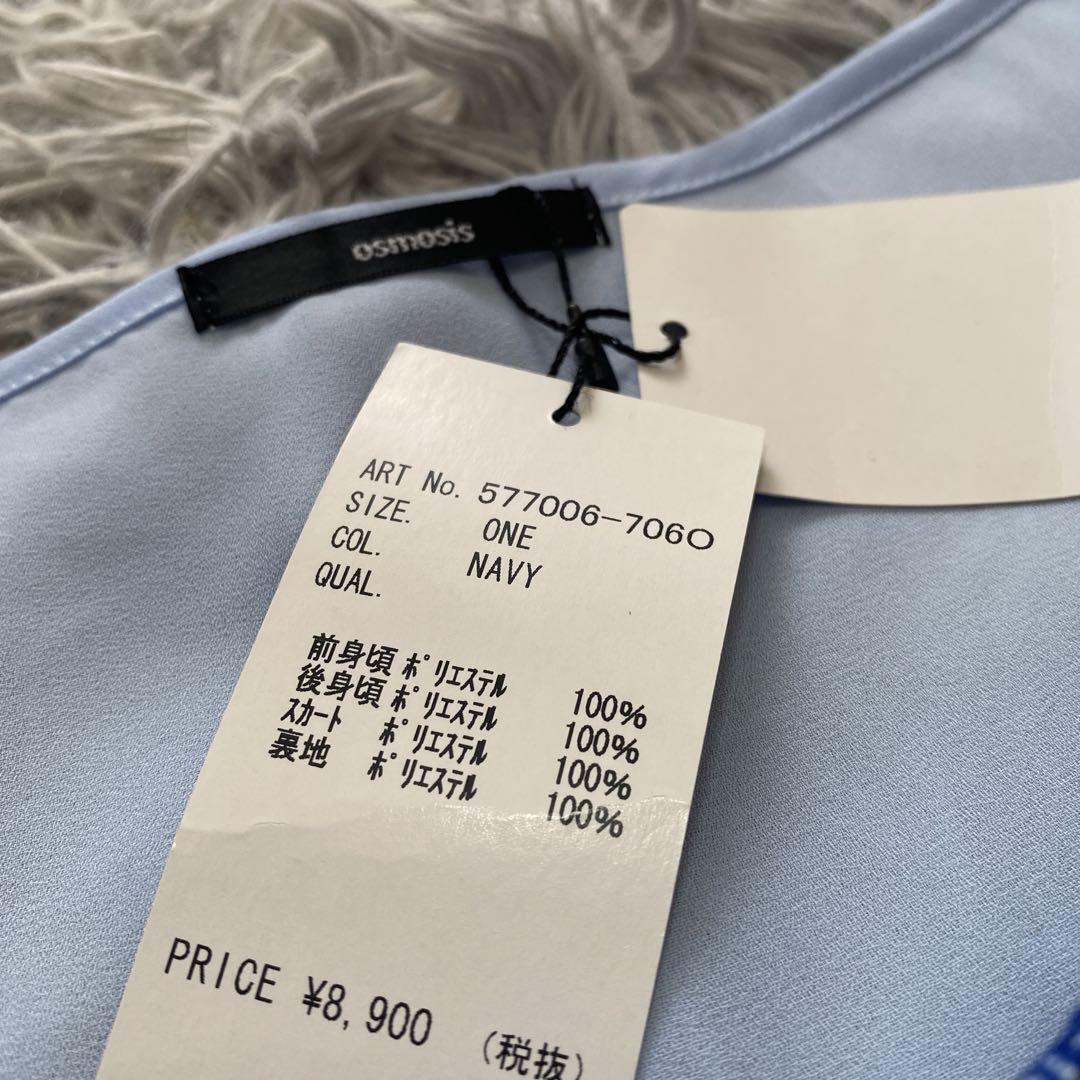 osmosis
ART No. 577006-7060
SIZE. ONE
COL. NAVY
QUAL.
前身頃 ﾎﾟﾘｴｽﾃﾙ 100%
後身頃 ﾎﾟﾘｴｽﾃﾙ 100%
ｽｶｰﾄ ﾎﾟﾘｴｽﾃﾙ 100%
裏地 ﾎﾟﾘｴｽﾃﾙ 100%
PRICE ¥8,900 (税抜)